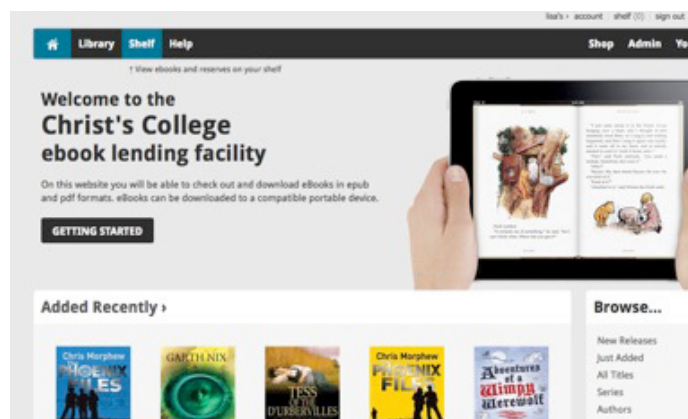 lisa's › account shelf (0) sign out
Library Shelf Help Shop Admin Yo
↑ View ebooks and reserves on your shelf
Welcome to the
Christ's College
ebook lending facility
On this website you will be able to check out and download eBooks in epub
and pdf formats. eBooks can be downloaded to a compatible portable device.
GETTING STARTED
Added Recently ›
Browse...
New Releases
Just Added
All Titles
Series
Authors
Chris Morphew
PHOENIX
FILES
GARTH NIX
TESS
OF THE
D'URBERVILLES
Chris Morphew
PHOENIX
FILES
Adventures
of a
Wimpy
Werewolf